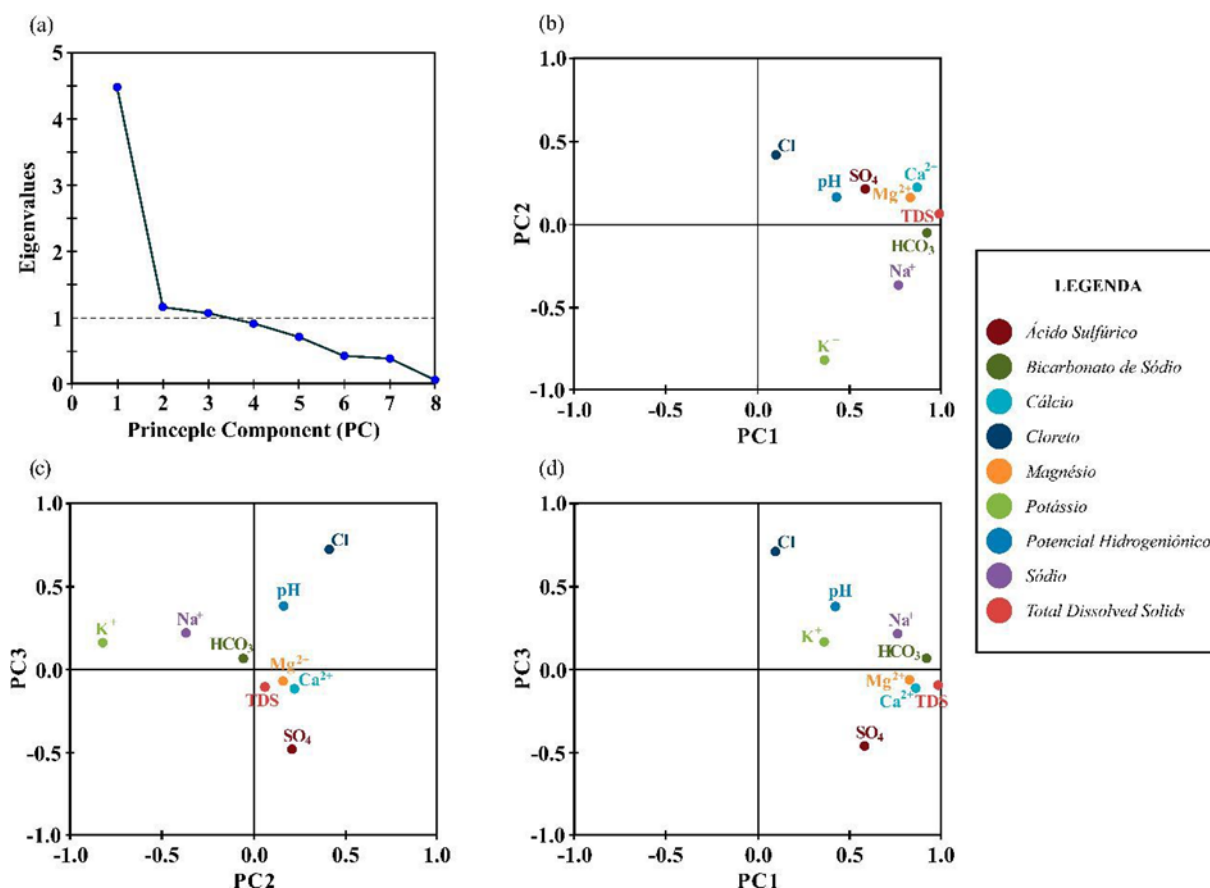 (a)
5
4
3
2
1
0
Eigenvalues
0 1 2 3 4 5 6 7 8
Princeple Component (PC)
(b)
1.0
0.5
0.0
-0.5
-1.0
PC2
Cl
pH
SO₄
Ca²⁻
Mg²⁺
TDS
HCO₃
Na⁺
K⁻
-1.0 -0.5 0.0 0.5 1.0
PC1
LEGENDA
Ácido Sulfúrico
Bicarbonato de Sódio
Cálcio
Cloreto
Magnésio
Potássio
Potencial Hidrogeniónico
Sódio
Total Dissolved Solids
(c)
1.0
0.5
0.0
-0.5
-1.0
PC3
Cl
pH
K⁺
Na⁺
HCO₃
Mg²⁻
Ca²⁺
TDS
SO₄
-1.0 -0.5 0.0 0.5 1.0
PC2
(d)
1.0
0.5
0.0
-0.5
-1.0
PC3
Cl
pH
K⁺
Na⁺
HCO₃
Mg²⁺
Ca²⁺ TDS
SO₄
-1.0 -0.5 0.0 0.5 1.0
PC1